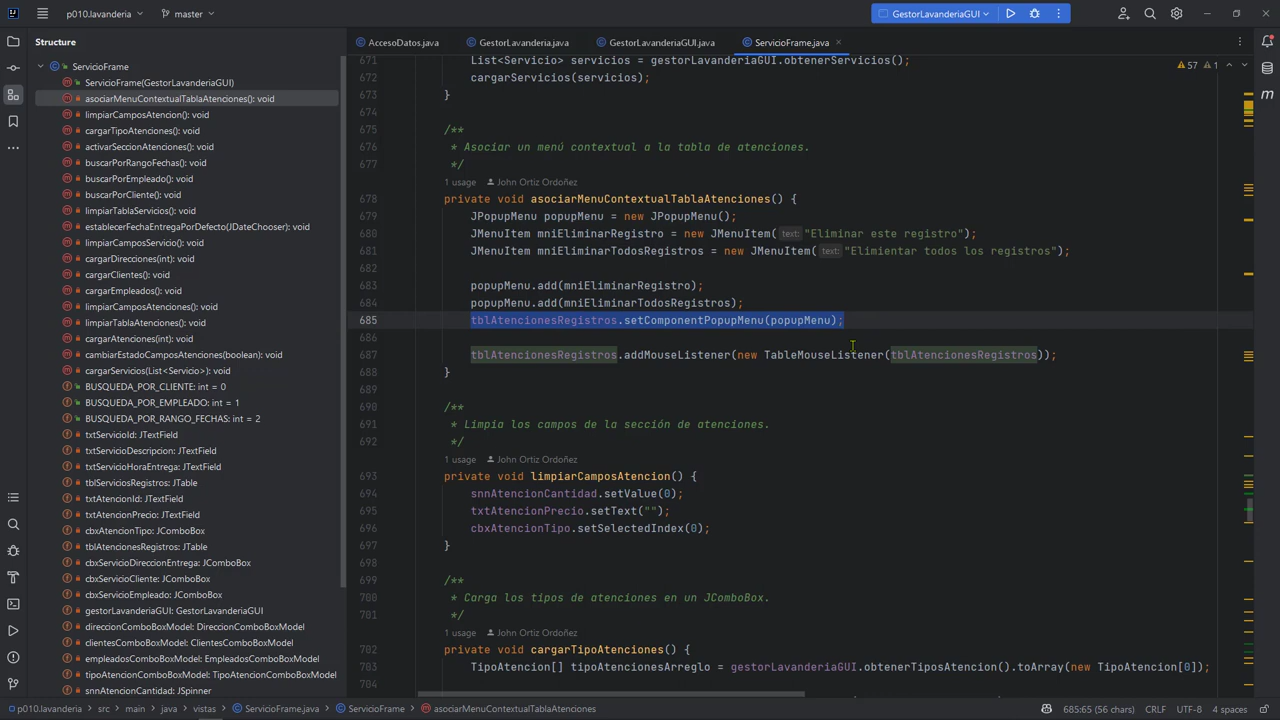 p010.lavanderia
master
GestorLavanderiaGUI
Structure
AccesoDatos.java
GestorLavanderia.java
GestorLavanderiaGUI.java
ServicioFrame.java
ServicioFrame
ServicioFrame(GestorLavanderiaGUI)
asociarMenuContextualTablaAtenciones(): void
limpiarCamposAtencion(): void
cargarTipoAtenciones(): void
activarSeccionAtenciones(): void
buscarPorRangoFechas(): void
buscarPorEmpleado(): void
buscarPorCliente(): void
limpiarTablaServicios(): void
establecerFechaEntregaPorDefecto(JDateChooser): void
limpiarCamposServicio(): void
cargarDirecciones(int): void
cargarClientes(): void
cargarEmpleados(): void
limpiarCamposAtenciones(): void
limpiarTablaAtenciones(): void
cargarAtenciones(int): void
cambiarEstadoCamposAtenciones(boolean): void
cargarServicios(List<Servicio>): void
BUSQUEDA_POR_CLIENTE: int = 0
BUSQUEDA_POR_EMPLEADO: int = 1
BUSQUEDA_POR_RANGO_FECHAS: int = 2
txtServicioId: JTextField
txtServicioDescripcion: JTextField
txtServicioHoraEntrega: JTextField
tblServiciosRegistros: JTable
txtAtencionId: JTextField
txtAtencionPrecio: JTextField
cbxAtencionTipo: JComboBox
tblAtencionesRegistros: JTable
cbxServicioDireccionEntrega: JComboBox
cbxServicioCliente: JComboBox
cbxServicioEmpleado: JComboBox
gestorLavanderiaGUI: GestorLavanderiaGUI
direccionComboBoxModel: DireccionComboBoxModel
clientesComboBoxModel: ClientesComboBoxModel
empleadosComboBoxModel: EmpleadosComboBoxModel
tipoAtencionComboBoxModel: TipoAtencionComboBoxModel
snnAtencionCantidad: JSpinner
57 1
671 List<Servicio> servicios = gestorLavanderiaGUI.obtenerServicios();
672 cargarServicios(servicios);
673 }
674
675 /**
676 * Asociar un menú contextual a la tabla de atenciones.
677 */
1 usage John Ortiz Ordoñez
678 private void asociarMenuContextualTablaAtenciones() {
679 JPopupMenu popupMenu = new JPopupMenu();
680 JMenuItem mniEliminarRegistro = new JMenuItem( text: "Eliminar este registro");
681 JMenuItem mniEliminarTodosRegistros = new JMenuItem( text: "Elimientar todos los registros");
682
683 popupMenu.add(mniEliminarRegistro);
684 popupMenu.add(mniEliminarTodosRegistros);
685 tblAtencionesRegistros.setComponentPopupMenu(popupMenu);
686
687 tblAtencionesRegistros.addMouseListener(new TableMouseListener(tblAtencionesRegistros));
688 }
689
690 /**
691 * Limpia los campos de la sección de atenciones.
692 */
1 usage John Ortiz Ordoñez
693 private void limpiarCamposAtencion() {
694 snnAtencionCantidad.setValue(0);
695 txtAtencionPrecio.setText("");
696 cbxAtencionTipo.setSelectedIndex(0);
697 }
698
699 /**
700 * Carga los tipos de atenciones en un JComboBox.
701 */
1 usage John Ortiz Ordoñez
702 private void cargarTipoAtenciones() {
703 TipoAtencion[] tipoAtencionesArreglo = gestorLavanderiaGUI.obtenerTiposAtencion().toArray(new TipoAtencion[0]);
704
p010.lavanderia > src > main > java > vistas > ServicioFrame.java > ServicioFrame > asociarMenuContextualTablaAtenciones
685:65 (56 chars) CRLF UTF-8 4 spaces